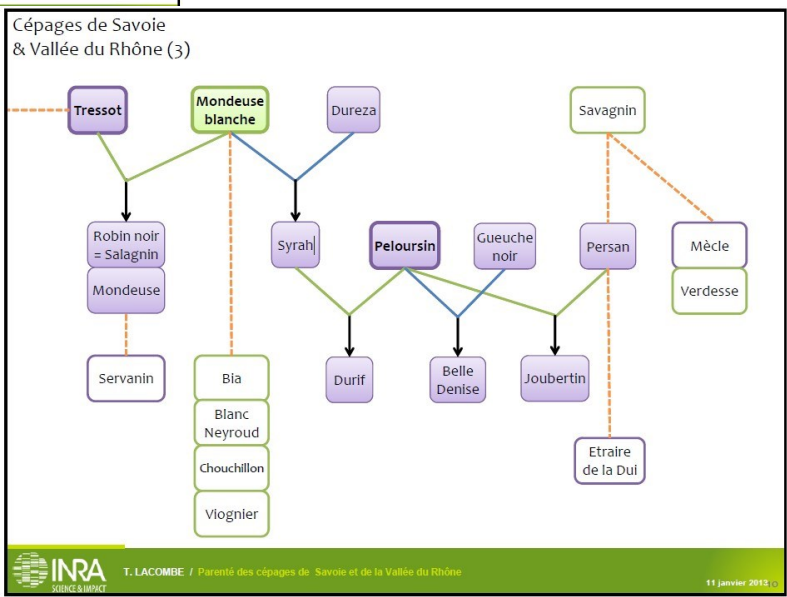 Cépages de Savoie
& Vallée du Rhône (3)
Tressot
Mondeuse
blanche
Dureza
Savagnin
Robin noir
= Salagnin
Mondeuse
Syrah
Peloursin
Gueuche
noir
Persan
Mècle
Verdesse
Servanin
Bia
Blanc
Neyroud
Chouchillon
Viognier
Durif
Belle
Denise
Joubertin
Etraire
de la Dui
INRA
SCIENCE & IMPACT
T. LACOMBE / Parenté des cépages de Savoie et de la Vallée du Rhône
11 janvier 2013